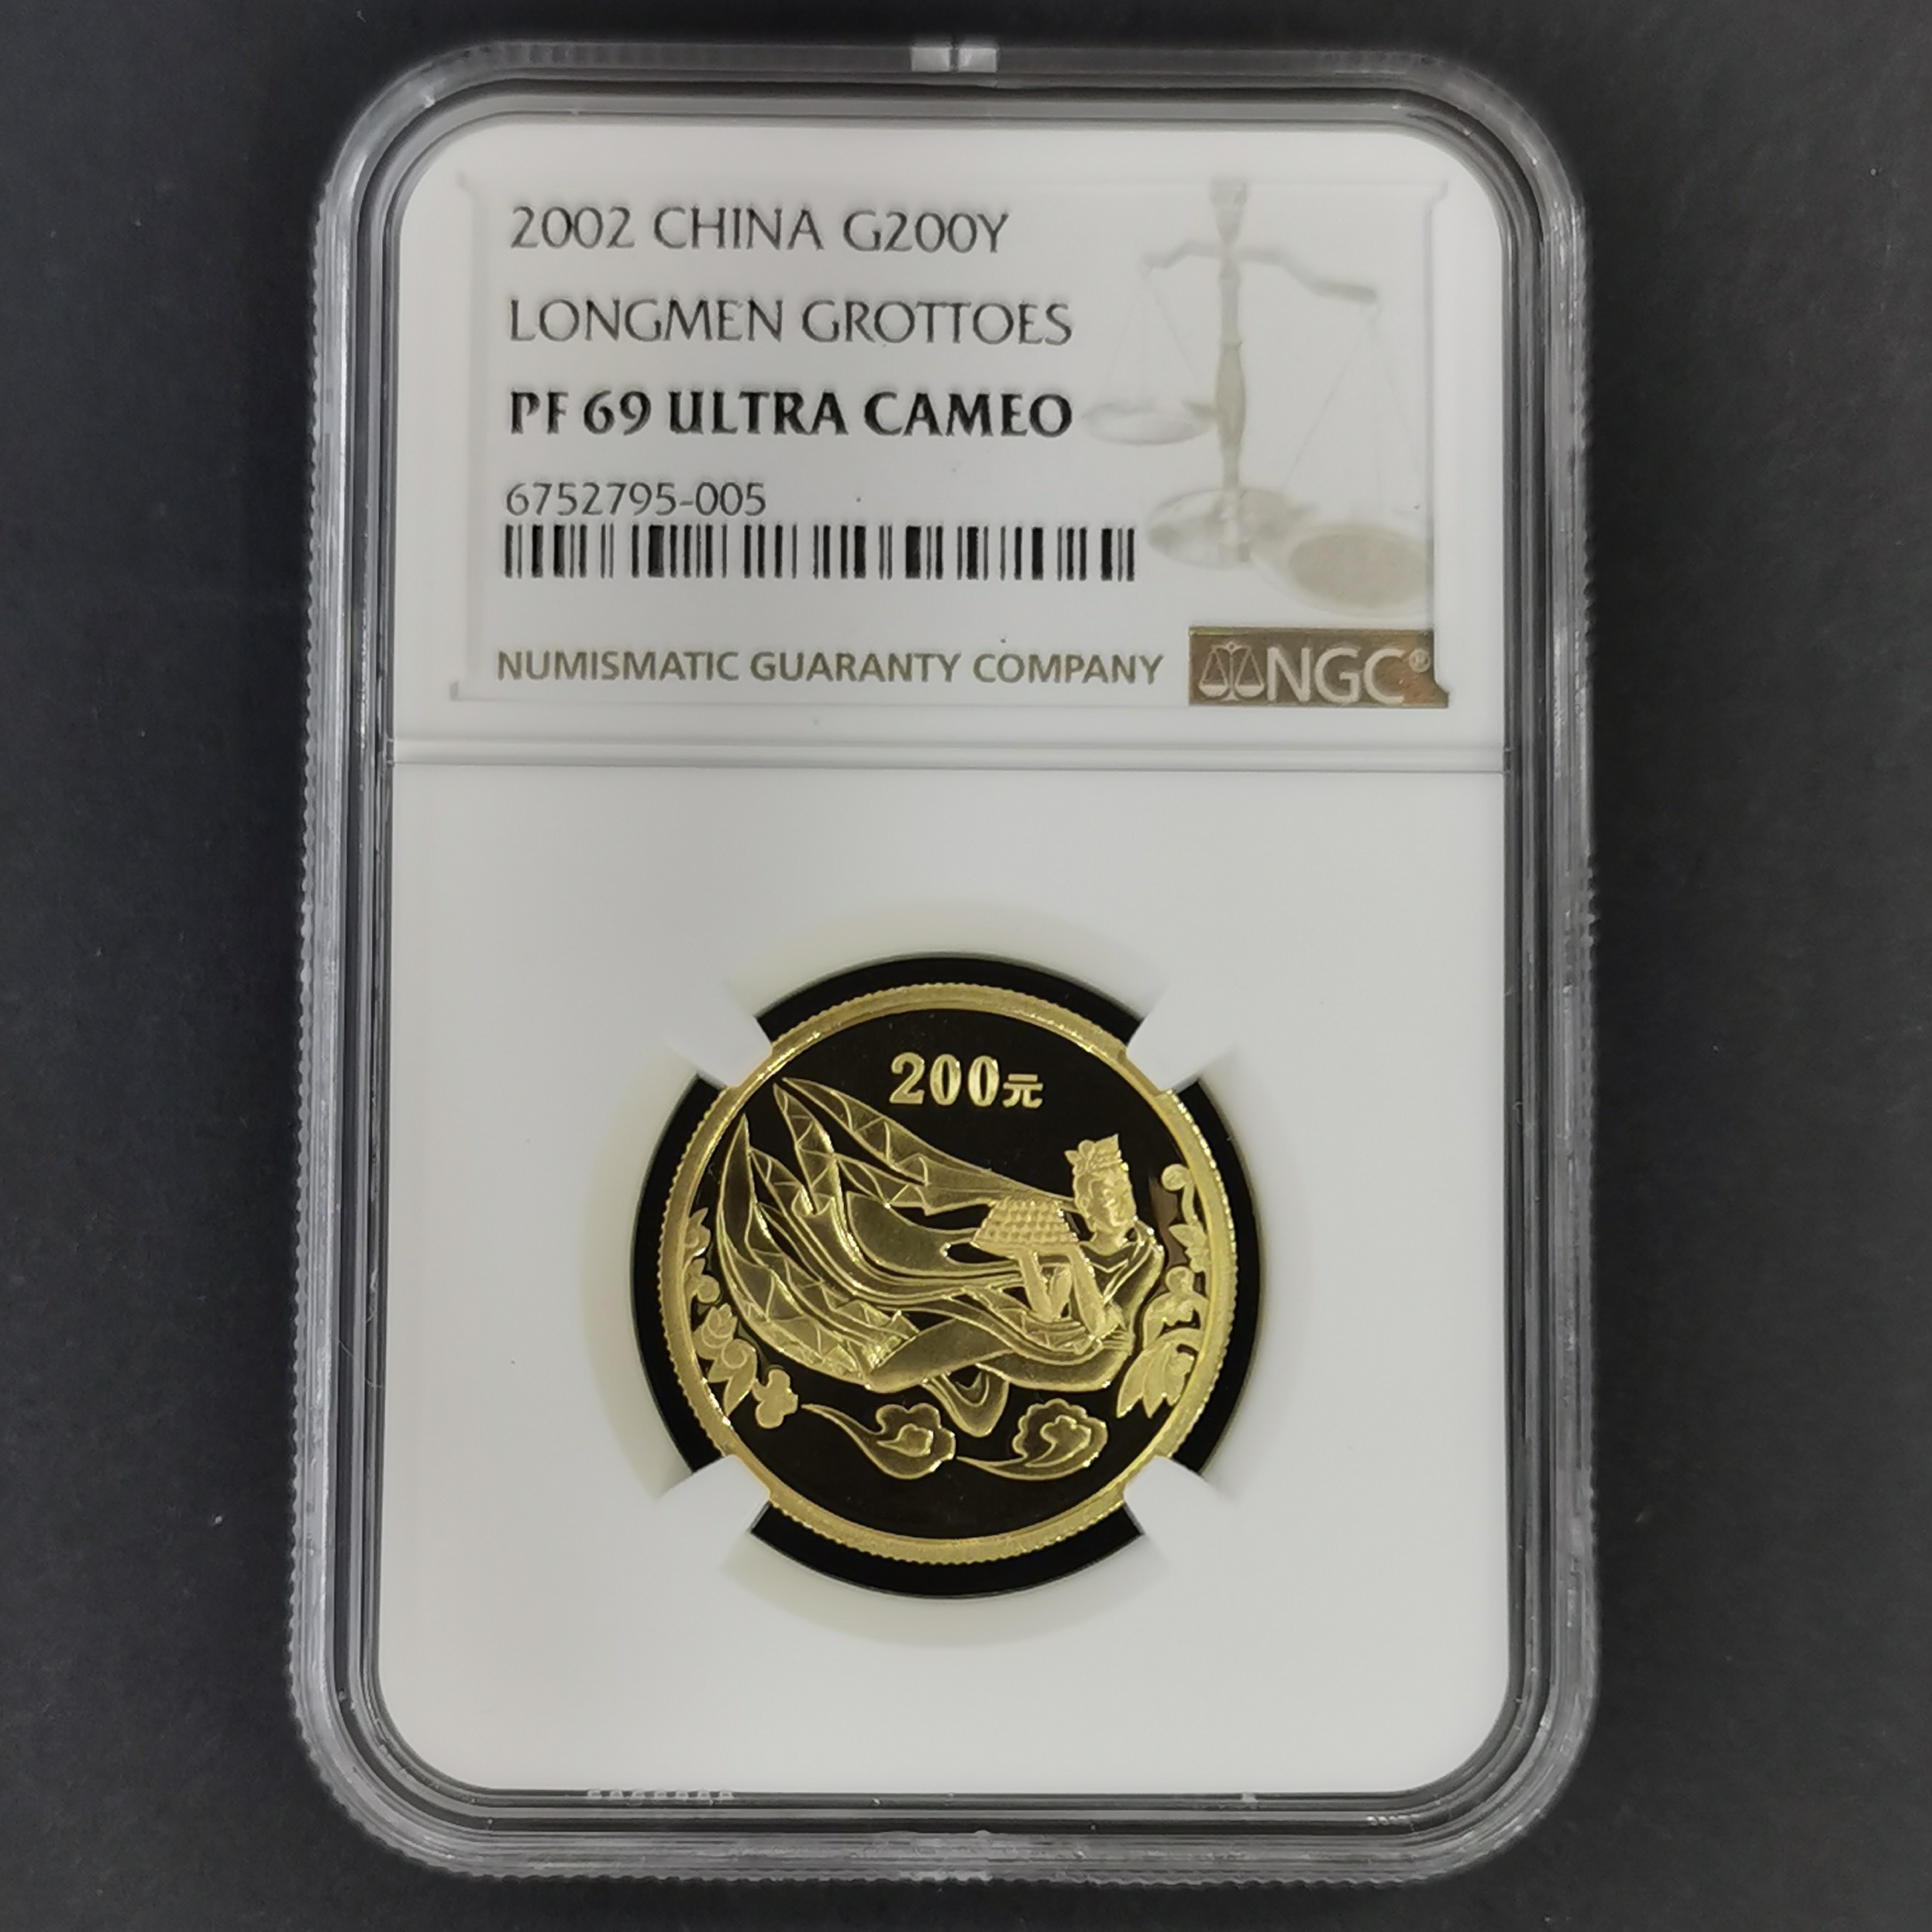 2002 CHINA G200Y
LONGMEN GROTTOES
PF 69 ULTRA CAMEO
6752795-005
NUMISMATIC GUARANTY COMPANY
NGC®
200元